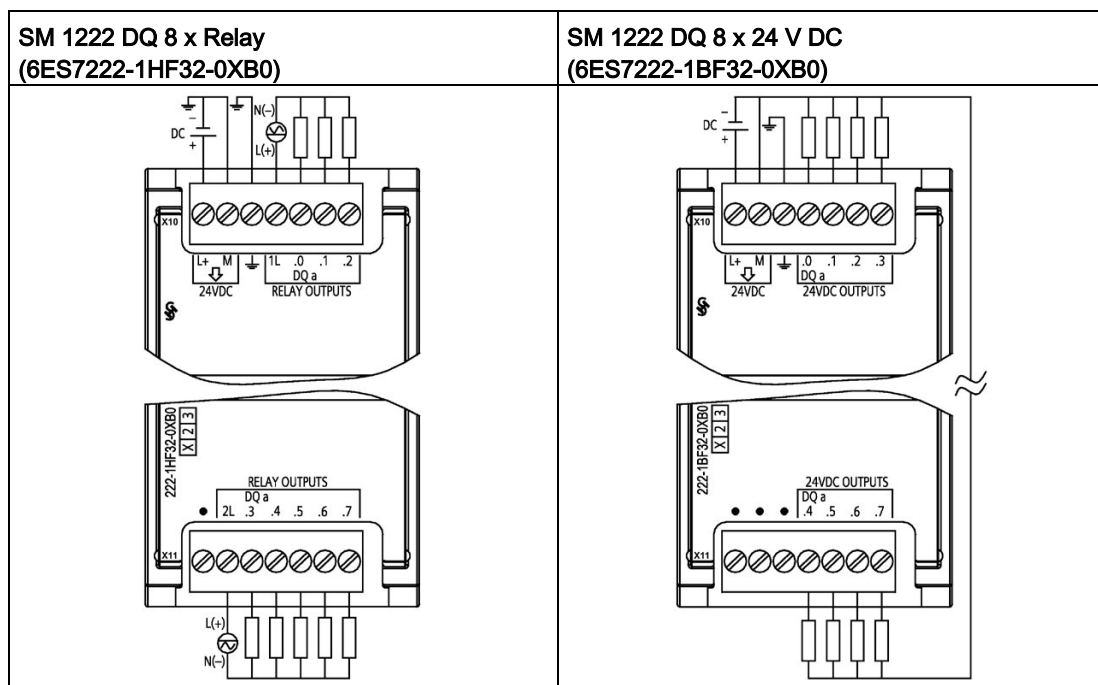 SM 1222 DQ 8 x Relay
(6ES7222-1HF32-0XB0)
SM 1222 DQ 8 x 24 V DC
(6ES7222-1BF32-0XB0)
N(–)
– DC +
L(+)
X10
L+ M 1L .0 .1 .2
DQ a
24VDC RELAY OUTPUTS
222-1HF32-0XB0
X 2 3
RELAY OUTPUTS
DQ a
2L .3 .4 .5 .6 .7
X11
L(+)
N(–)
– DC +
X10
L+ M .0 .1 .2 .3
DQ a
24VDC 24VDC OUTPUTS
222-1BF32-0XB0
X 2 3
24VDC OUTPUTS
DQ a
.4 .5 .6 .7
X11